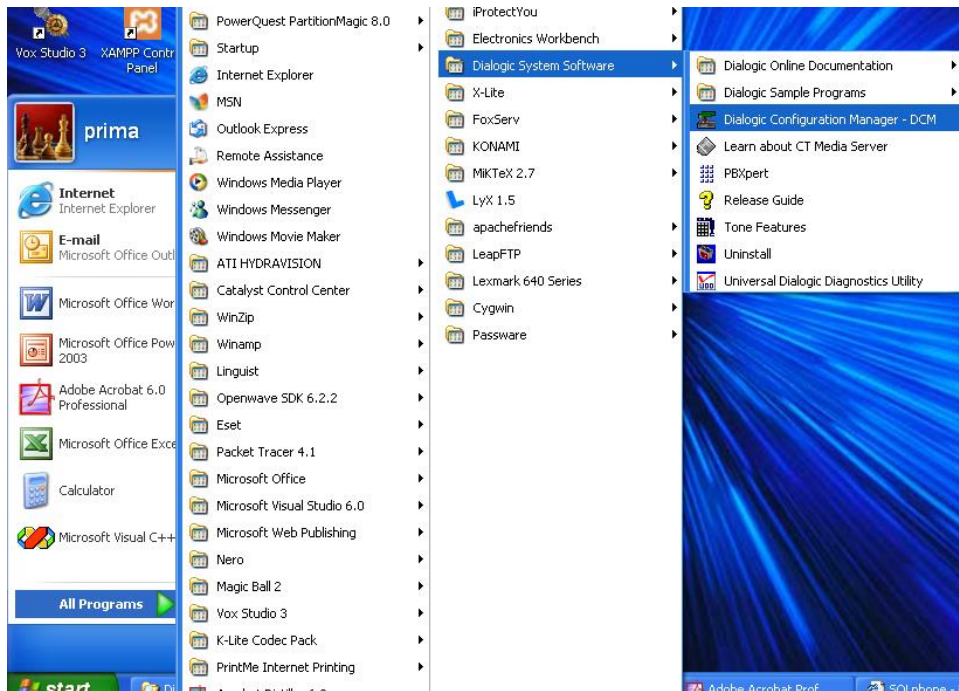 Vox Studio 3
XAMPP Contr
Panel
prima
Internet
Internet Explorer
E-mail
Microsoft Office Outl
Microsoft Office Wor
Microsoft Office Pow
2003
Adobe Acrobat 6.0
Professional
Microsoft Office Exce
Calculator
Microsoft Visual C++
All Programs
start
PowerQuest PartitionMagic 8.0
Startup
Internet Explorer
MSN
Outlook Express
Remote Assistance
Windows Media Player
Windows Messenger
Windows Movie Maker
ATI HYDRAVISION
Catalyst Control Center
WinZip
Winamp
Linguist
Openwave SDK 6.2.2
Eset
Packet Tracer 4.1
Microsoft Office
Microsoft Visual Studio 6.0
Microsoft Web Publishing
Nero
Magic Ball 2
Vox Studio 3
K-Lite Codec Pack
PrintMe Internet Printing
iProtectYou
Electronics Workbench
Dialogic System Software
X-Lite
FoxServ
KONAMI
MiKTeX 2.7
LyX 1.5
apachefriends
LeapFTP
Lexmark 640 Series
Cygwin
Passware
Dialogic Online Documentation
Dialogic Sample Programs
Dialogic Configuration Manager - DCM
Learn about CT Media Server
PBXpert
Release Guide
Tone Features
Uninstall
Universal Dialogic Diagnostics Utility
Adobe Acrobat Prof
SQLphone -